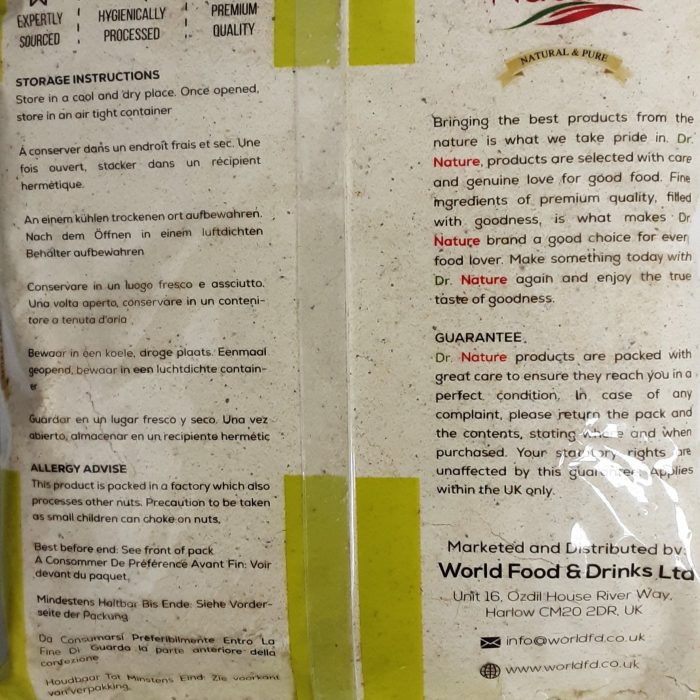 EXPERTLY
SOURCED
HYGIENICALLY
PROCESSED
PREMIUM
QUALITY
STORAGE INSTRUCTIONS
Store in a cool and dry place. Once opened,
store in an air tight container
A conserver dans un endroit frais et sec. Une
fois ouvert, stacker dans un récipient
hermétique.
An einem kühlen trockenen ort aufbewahren.
Nach dem Öffnen in einem luftdichten
Behälter aufbewahren
Conservare in un luogo fresco e assciutto.
Una volta aperto, conservare in un conteni-
tore a tenuta d'aria
Bewaar in een koele, droge plaats. Eenmaal
geopend, bewaar in een luchtdichte contain-
er
Guardar en un lugar fresco y seco. Una vez
abierto, almacenar en un recipiente hermétic
ALLERGY ADVISE
This product is packed in a factory which also
processes other nuts. Precaution to be taken
as small children can choke on nuts.
Best before end: See front of pack
A Consommer De Préférence Avant Fin: Voir
devant du paquet
Mindestens Haltbar Bis Ende: Siehe Vorder-
seite der Packung
Da Consumarsi Preferibilmente Entro La
Fine Di: Guarda la parte anteriore della
confezione
Houdbaar Tot Minstens Eind: Zie voorkant
van verpakking
NATURAL & PURE
Bringing the best products from the
nature is what we take pride in. Dr.
Nature, products are selected with care
and genuine love for good food. Fine
ingredients of premium quality, filled
with goodness, is what makes Dr.
Nature brand a good choice for every
food lover. Make something today with
Dr. Nature again and enjoy the true
taste of goodness.
GUARANTEE
Dr. Nature products are packed with
great care to ensure they reach you in a
perfect condition. In case of any
complaint, please return the pack and
the contents, stating where and when
purchased. Your statutory rights are
unaffected by this guarantee. Applies
within the UK only.
Marketed and Distributed by:
World Food & Drinks Ltd
Unit 16, Ozdil House River Way,
Harlow CM20 2DR, UK
info@worldfd.co.uk
www.worldfd.co.uk